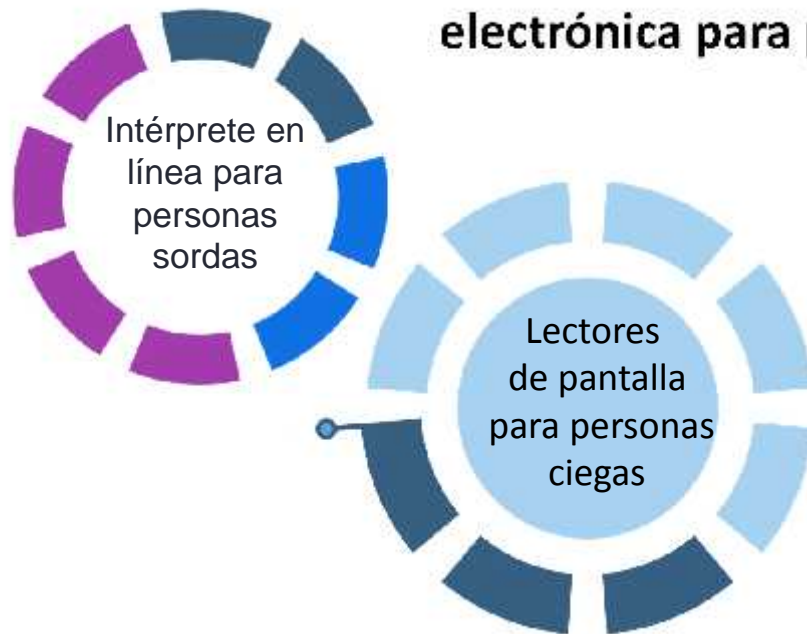 electrónica para
Intérprete en
línea para
personas
sordas
Lectores
de pantalla
para personas
ciegas